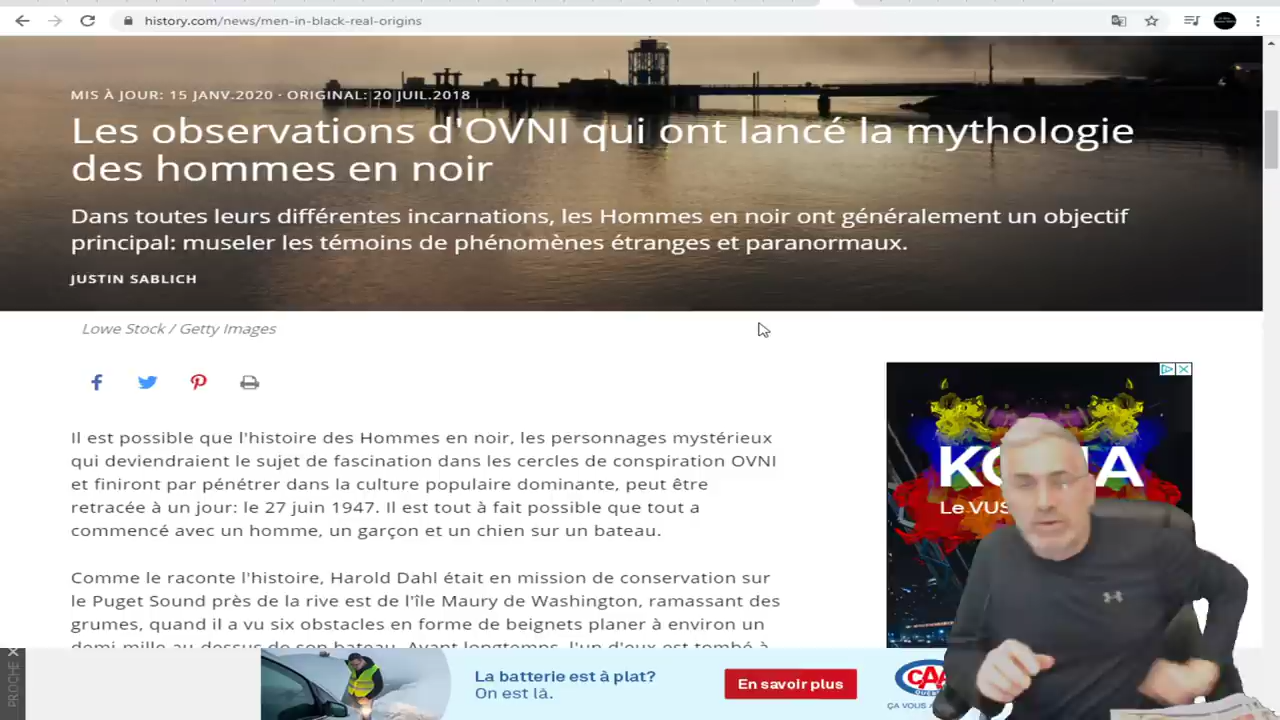 history.com/news/men-in-black-real-origins
MIS À JOUR: 15 JANV.2020 · ORIGINAL: 20 JUIL.2018
Les observations d'OVNI qui ont lancé la mythologie
des hommes en noir
Dans toutes leurs différentes incarnations, les Hommes en noir ont généralement un objectif
principal: museler les témoins de phénomènes étranges et paranormaux.
JUSTIN SABLICH
Lowe Stock / Getty Images
Il est possible que l'histoire des Hommes en noir, les personnages mystérieux
qui deviendraient le sujet de fascination dans les cercles de conspiration OVNI
et finiront par pénétrer dans la culture populaire dominante, peut être
retracée à un jour: le 27 juin 1947. Il est tout à fait possible que tout a
commencé avec un homme, un garçon et un chien sur un bateau.
Comme le raconte l'histoire, Harold Dahl était en mission de conservation sur
le Puget Sound près de la rive est de l'île Maury de Washington, ramassant des
grumes, quand il a vu six obstacles en forme de beignets planer à environ un
demi-mille au-dessus de son bateau. Avant longtemps, l'un d'eux est tombé à
Le VUS
PROCHE X
La batterie est à plat?
On est là.
En savoir plus
CAA